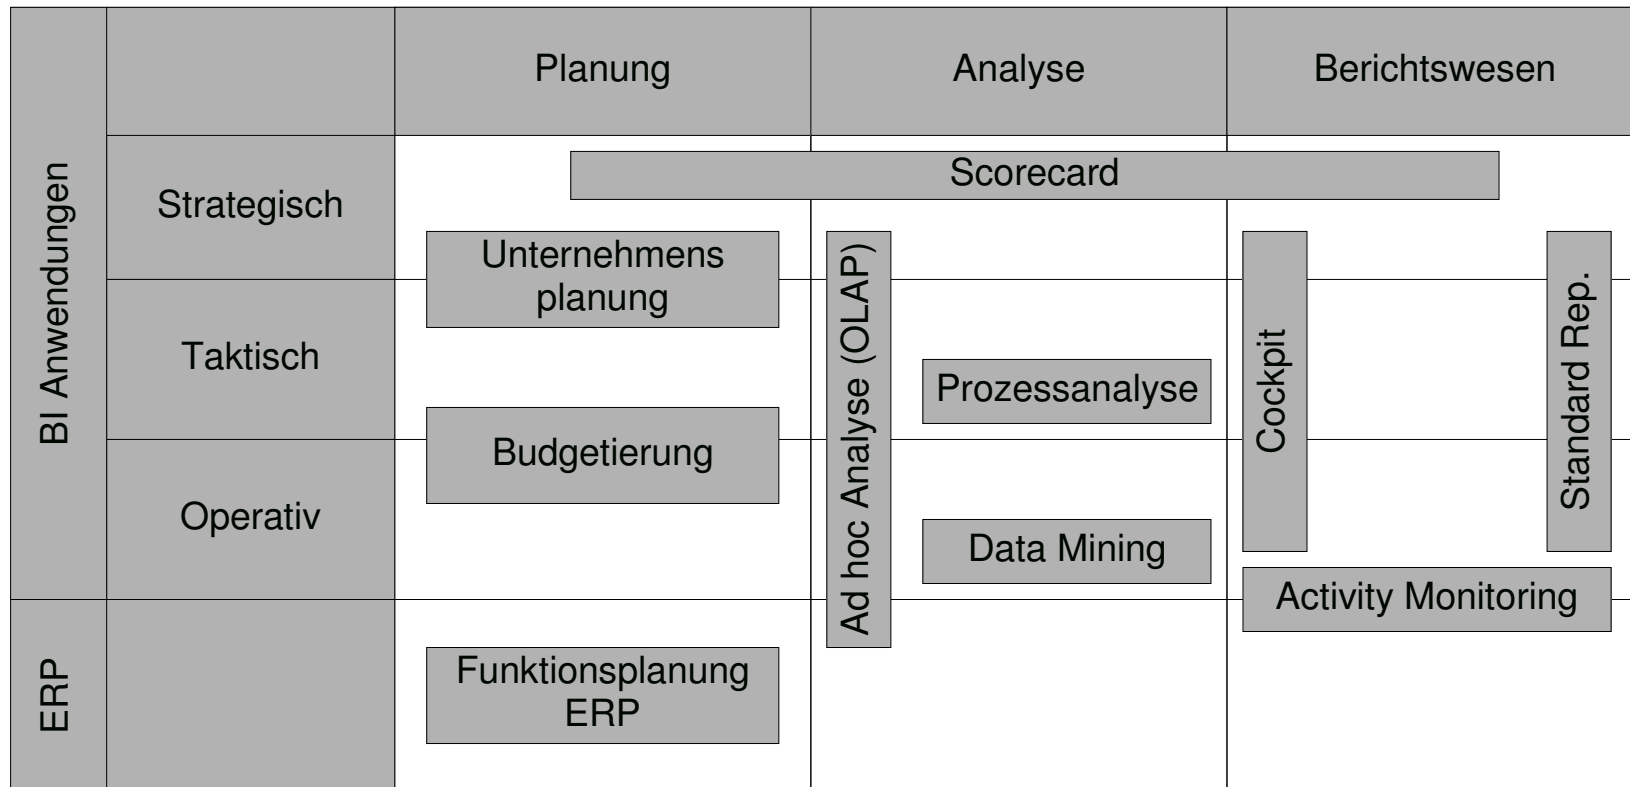 Planung
Analyse
Berichtswesen
BI Anwendungen
Strategisch
Scorecard
Unternehmens
planung
Ad hoc Analyse (OLAP)
Cockpit
Standard Rep.
Taktisch
Prozessanalyse
Budgetierung
Operativ
Data Mining
Activity Monitoring
ERP
Funktionsplanung
ERP